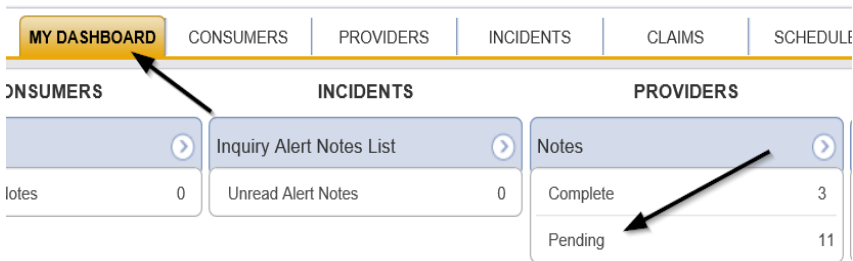 MY DASHBOARD CONSUMERS PROVIDERS INCIDENTS CLAIMS SCHEDULE
ONSUMERS INCIDENTS PROVIDERS
Inquiry Alert Notes List Notes
lotes 0 Unread Alert Notes 0 Complete 3
Pending 11